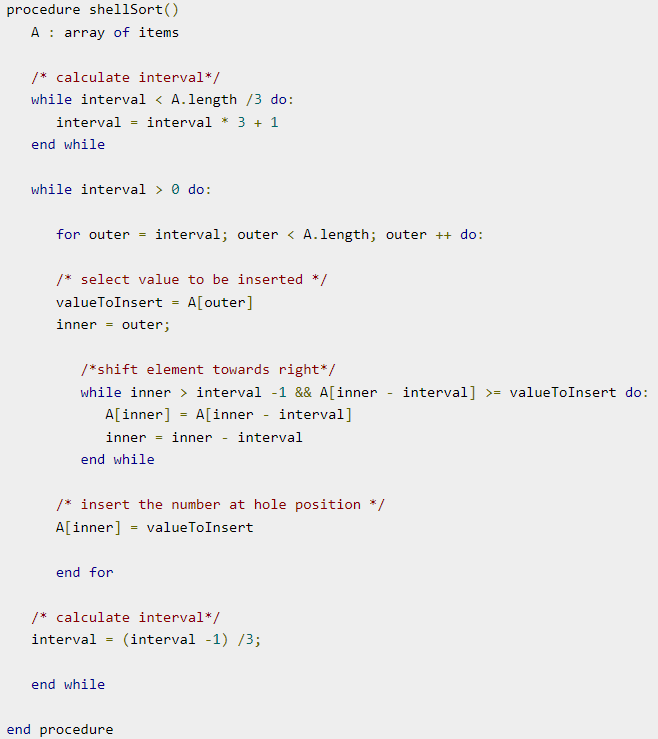 procedure shellSort()
   A : array of items

   /* calculate interval*/
   while interval < A.length /3 do:
      interval = interval * 3 + 1
   end while

   while interval > 0 do:

      for outer = interval; outer < A.length; outer ++ do:

      /* select value to be inserted */
      valueToInsert = A[outer]
      inner = outer;

         /*shift element towards right*/
         while inner > interval -1 && A[inner - interval] >= valueToInsert do:
            A[inner] = A[inner - interval]
            inner = inner - interval
         end while

      /* insert the number at hole position */
      A[inner] = valueToInsert

      end for

   /* calculate interval*/
   interval = (interval -1) /3;

   end while

end procedure